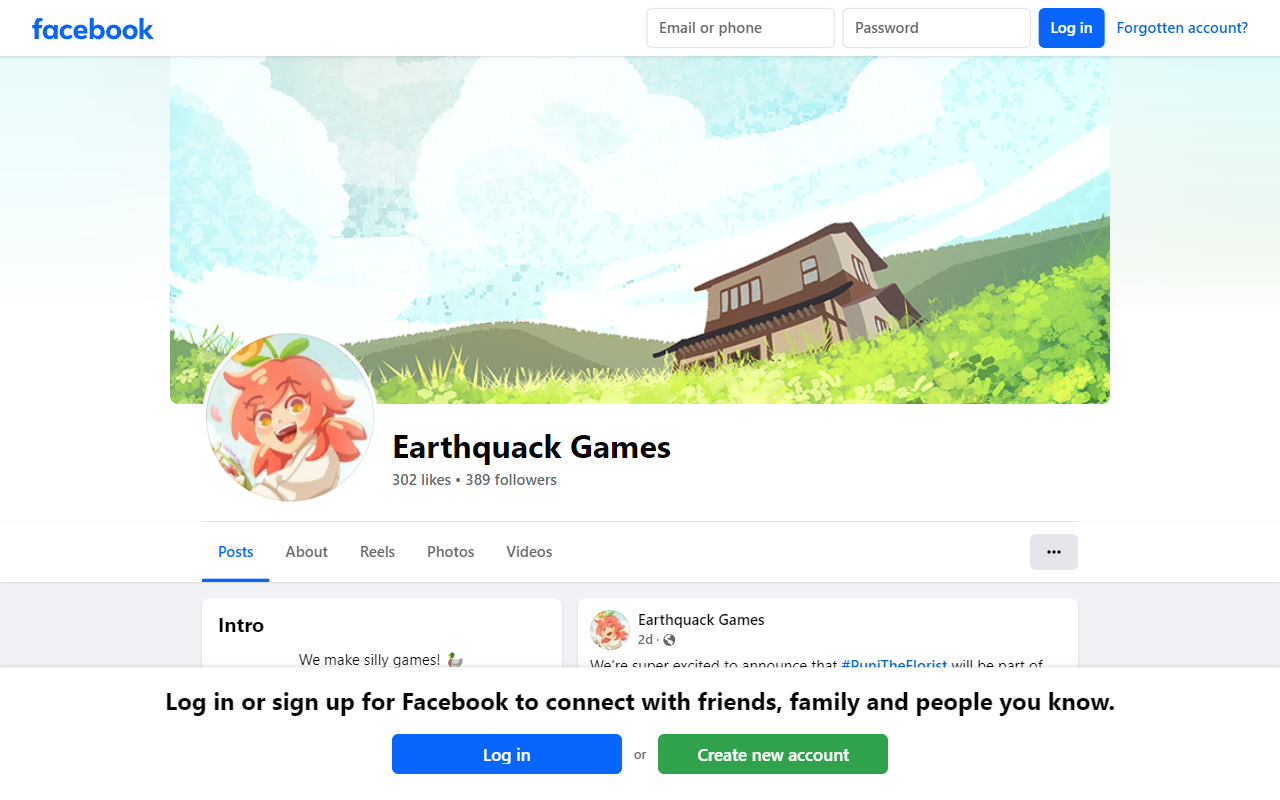 facebook
Email or phone
Password
Log in
Forgotten account?
Earthquack Games
302 likes • 389 followers
Posts
About
Reels
Photos
Videos
Intro
We make silly games! 🦆
Earthquack Games
2d ·
We're super excited to announce that #PuniTheFlorist will be part of
Log in or sign up for Facebook to connect with friends, family and people you know.
Log in
or
Create new account